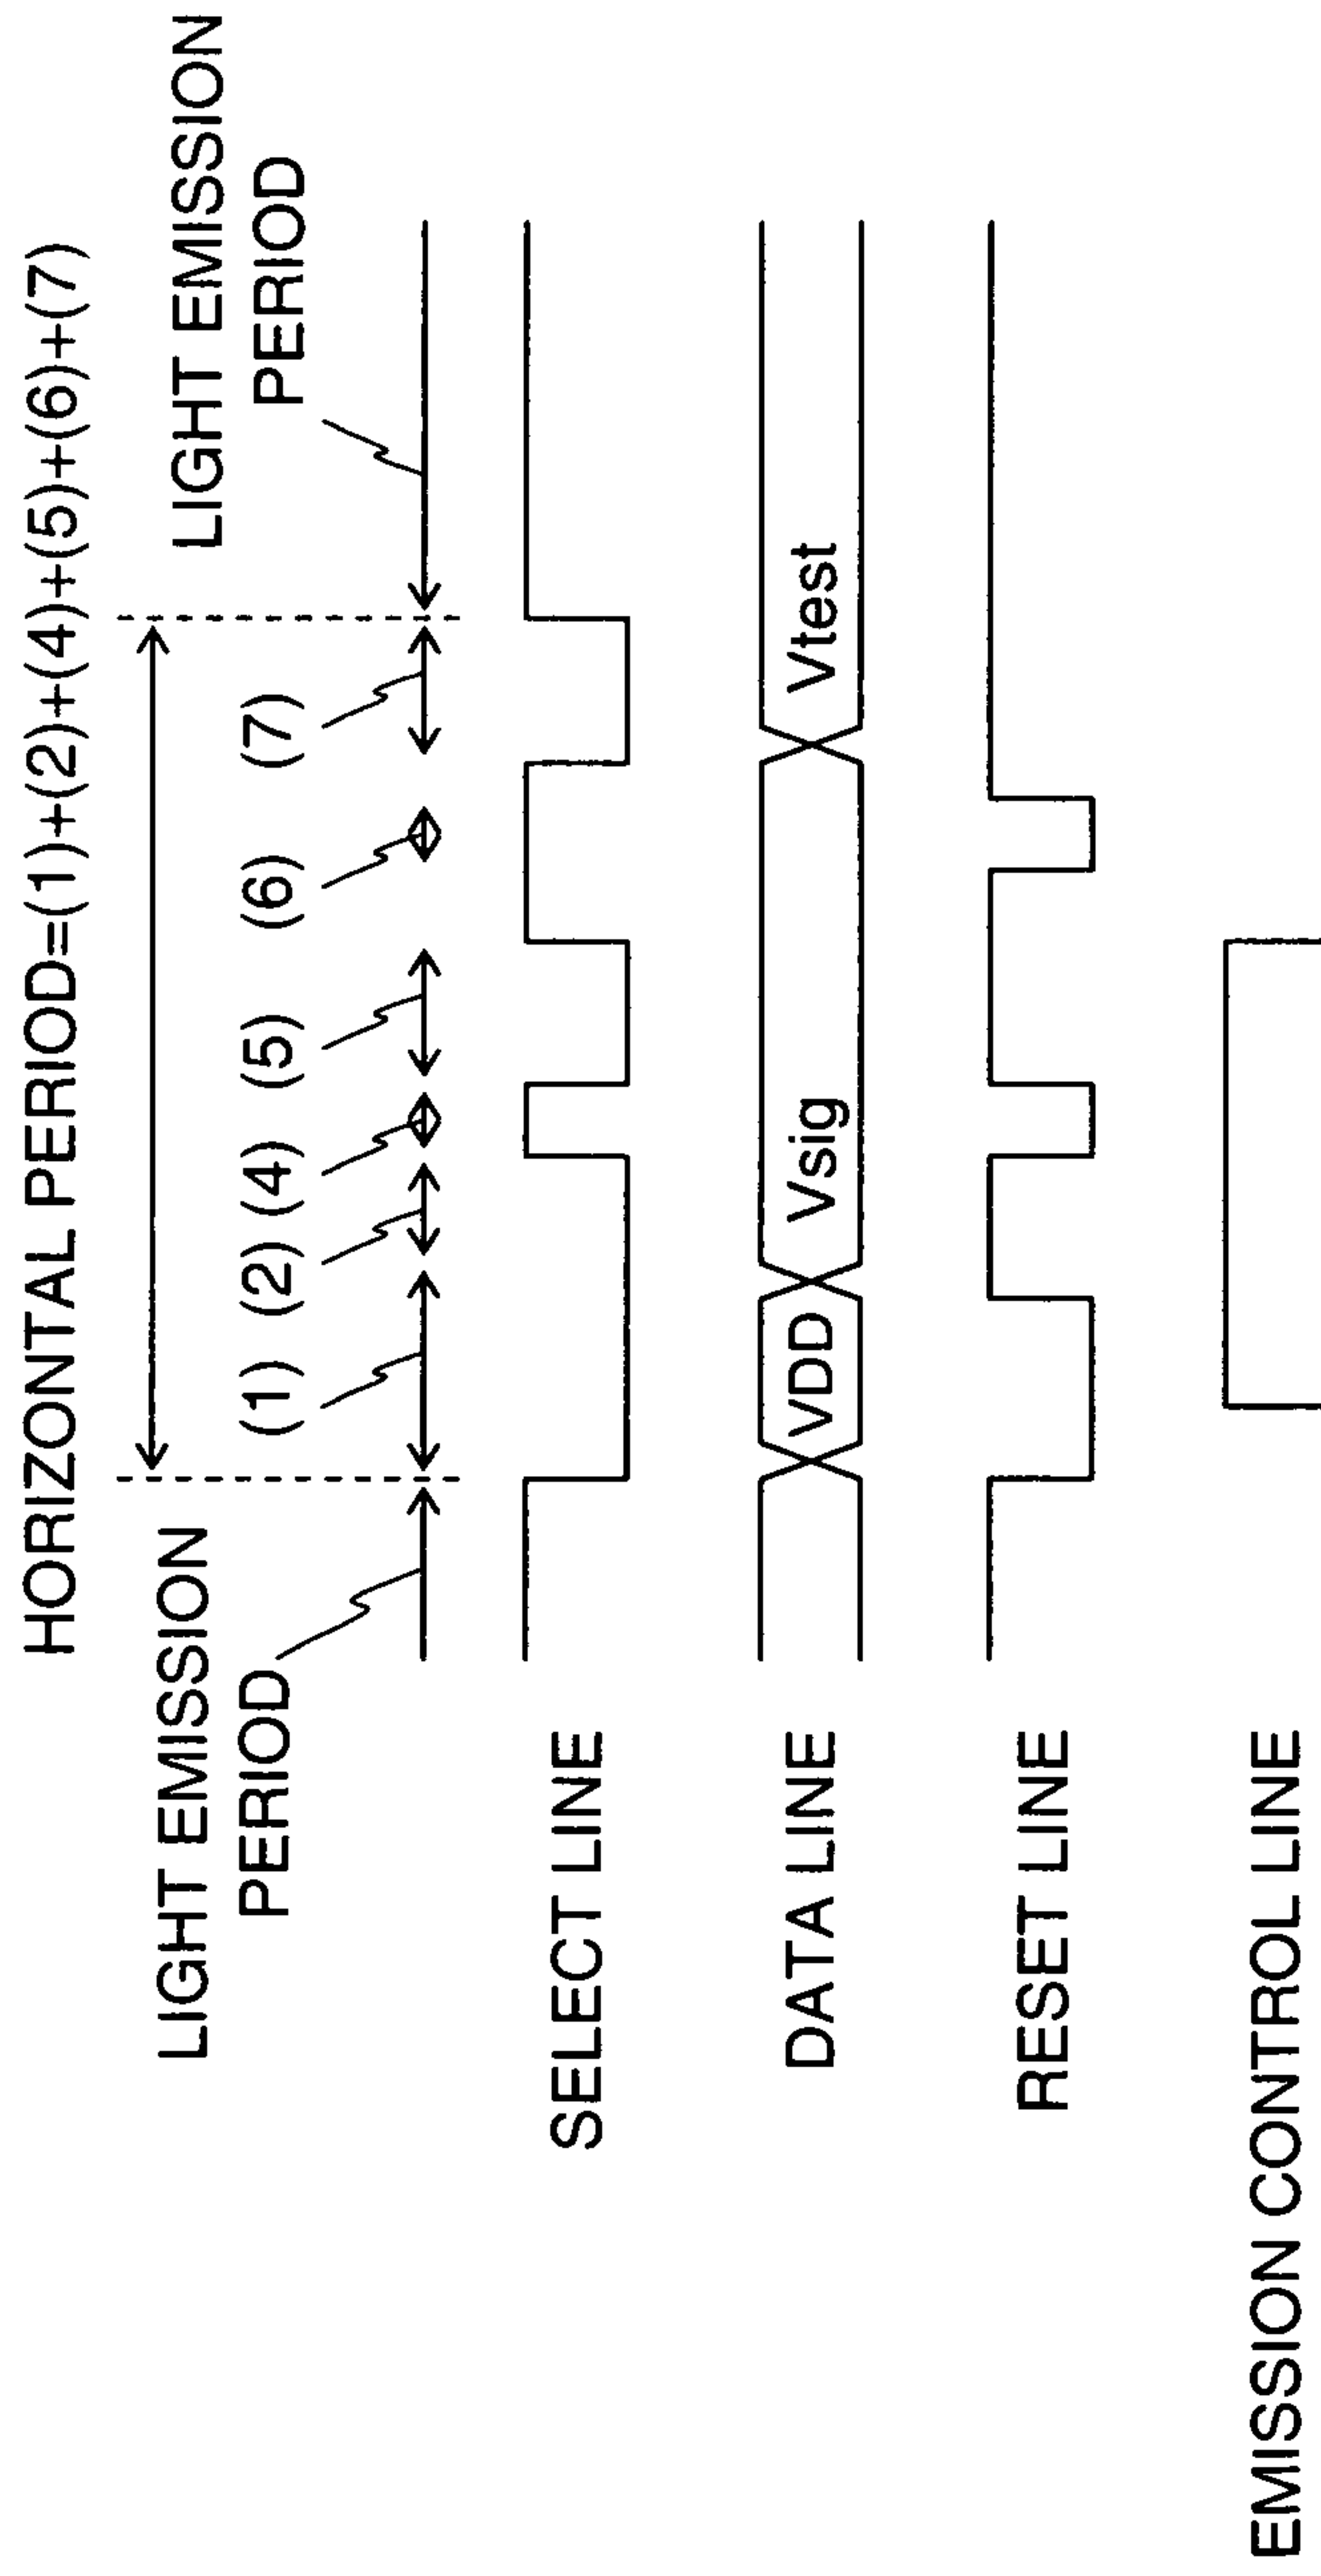 HORIZONTAL PERIOD=(1)+(2)+(4)+(5)+(6)+(7)
LIGHT EMISSION
PERIOD
LIGHT EMISSION
PERIOD
(1) (2) (4) (5) (6) (7)
SELECT LINE
DATA LINE
VDD
Vsig
Vtest
RESET LINE
EMISSION CONTROL LINE